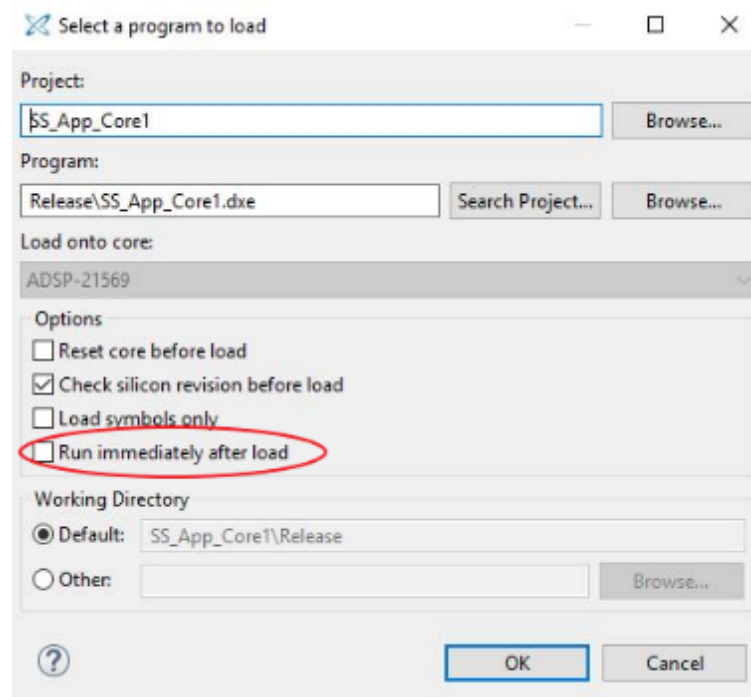 Select a program to load
Project:
SS_App_Core1 Browse...
Program:
Release\SS_App_Core1.dxe Search Project... Browse...
Load onto core:
ADSP-21569
Options
Reset core before load
Check silicon revision before load
Load symbols only
Run immediately after load
Working Directory
Default: SS_App_Core1\Release
Other: Browse...
? OK Cancel